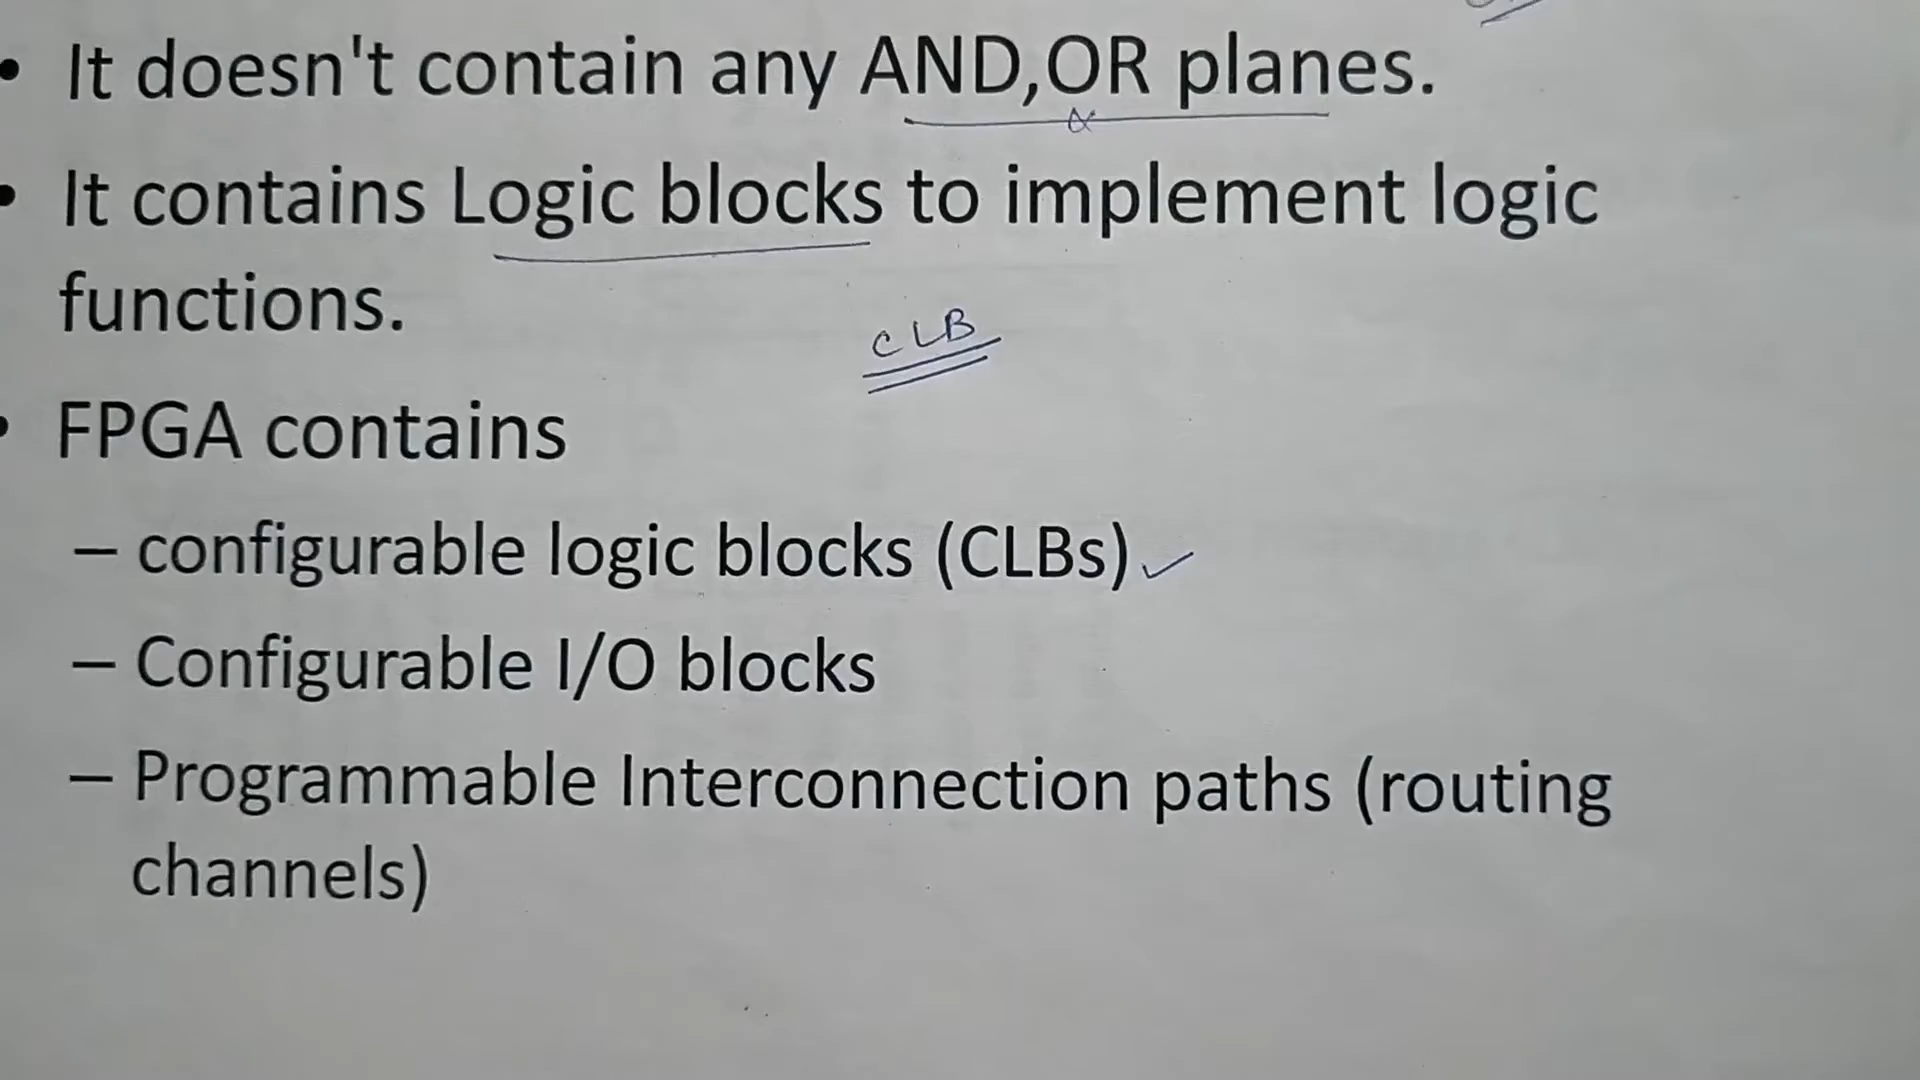 • It doesn't contain any AND,OR planes.
• It contains Logic blocks to implement logic
functions.
CLB
• FPGA contains
– configurable logic blocks (CLBs)
– Configurable I/O blocks
– Programmable Interconnection paths (routing
channels)